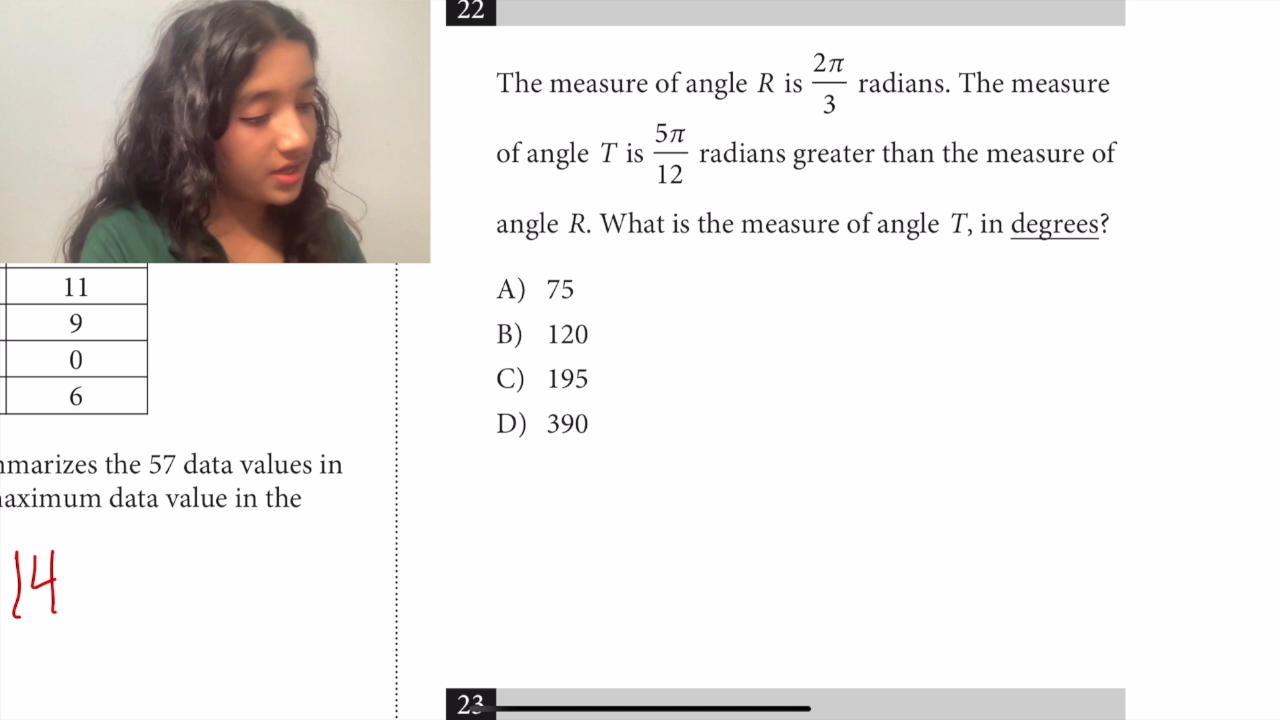 11
9
0
6
mmarizes the 57 data values in
maximum data value in the
14
22
The measure of angle R is 2π/3 radians. The measure
of angle T is 5π/12 radians greater than the measure of
angle R. What is the measure of angle T, in degrees?
A) 75
B) 120
C) 195
D) 390
23